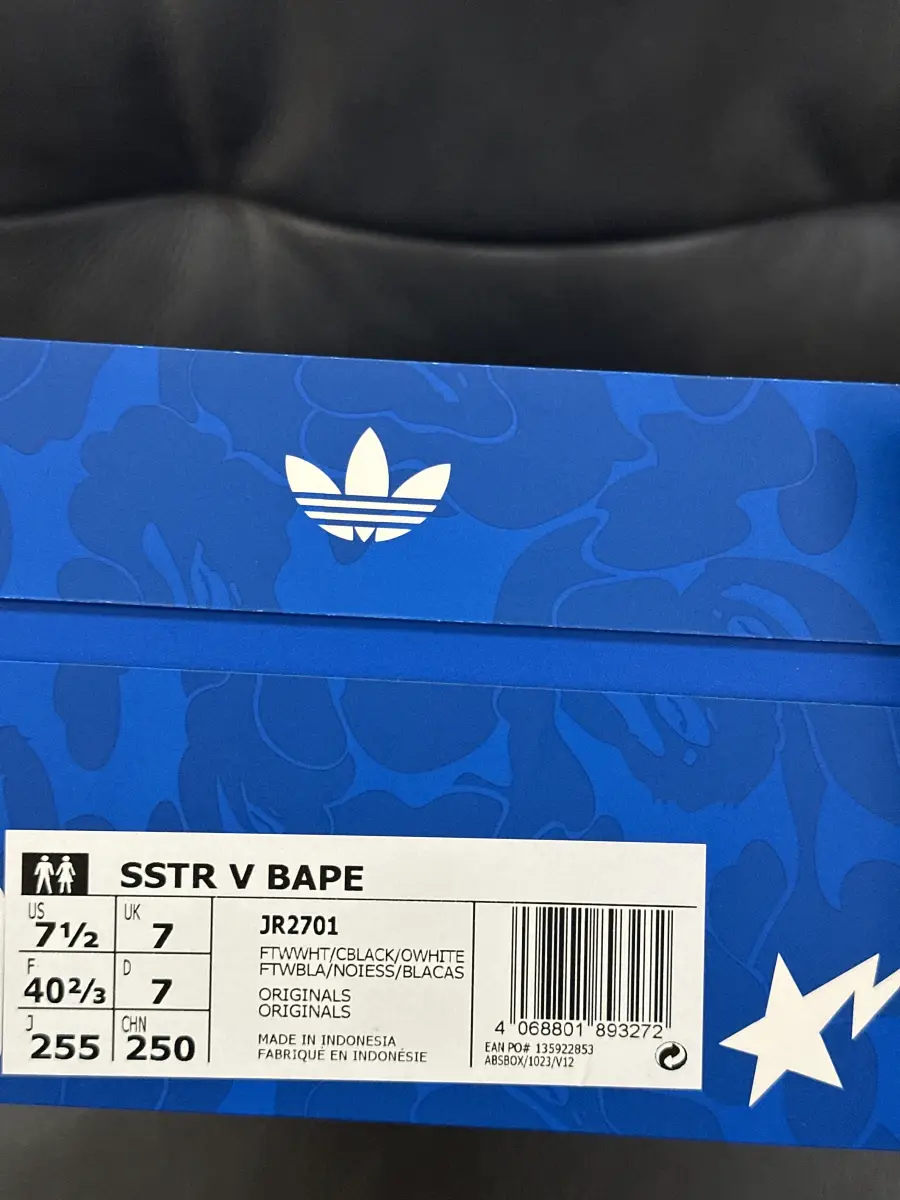 SSTR V BAPE
US 7½ UK 7
F 40⅔ D 7
J 255 CHN 250
JR2701
FTWWHT/CBLACK/OWHITE
FTWBLA/NOIESS/BLACAS
ORIGINALS
ORIGINALS
MADE IN INDONESIA
FABRIQUÉ EN INDONÉSIE
4 068801 893272
EAN PO# 135922853
ABSBOX/1023/V12